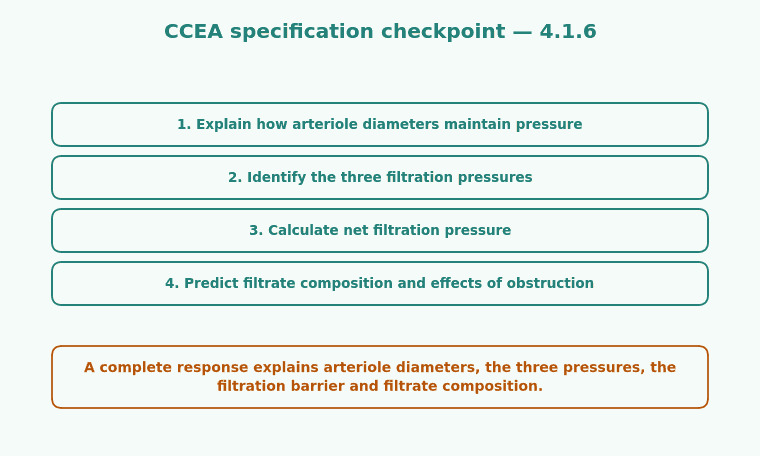 CCEA specification checkpoint — 4.1.6
1. Explain how arteriole diameters maintain pressure
2. Identify the three filtration pressures
3. Calculate net filtration pressure
4. Predict filtrate composition and effects of obstruction
A complete response explains arteriole diameters, the three pressures, the
filtration barrier and filtrate composition.